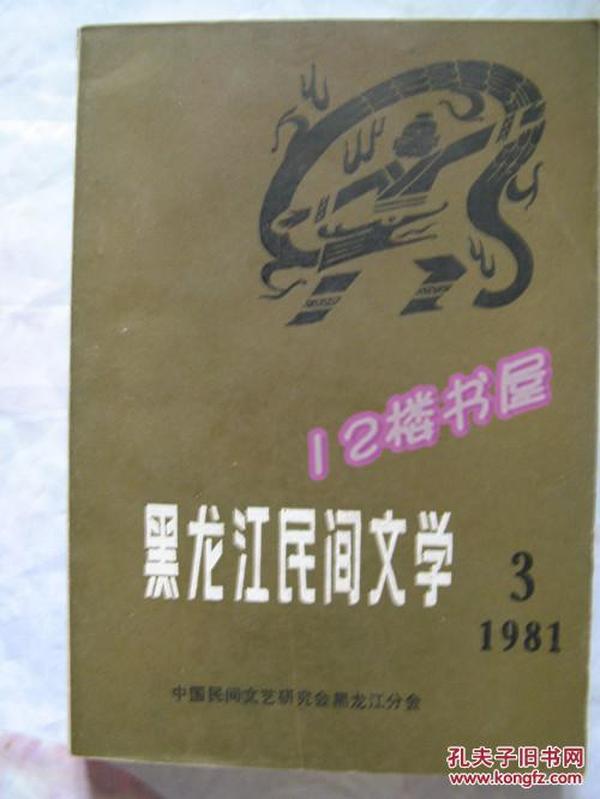 12楼书屋
黑龙江民间文学
3
1981
中国民间文艺研究会黑龙江分会
孔夫子旧书网
www.kongfz.com